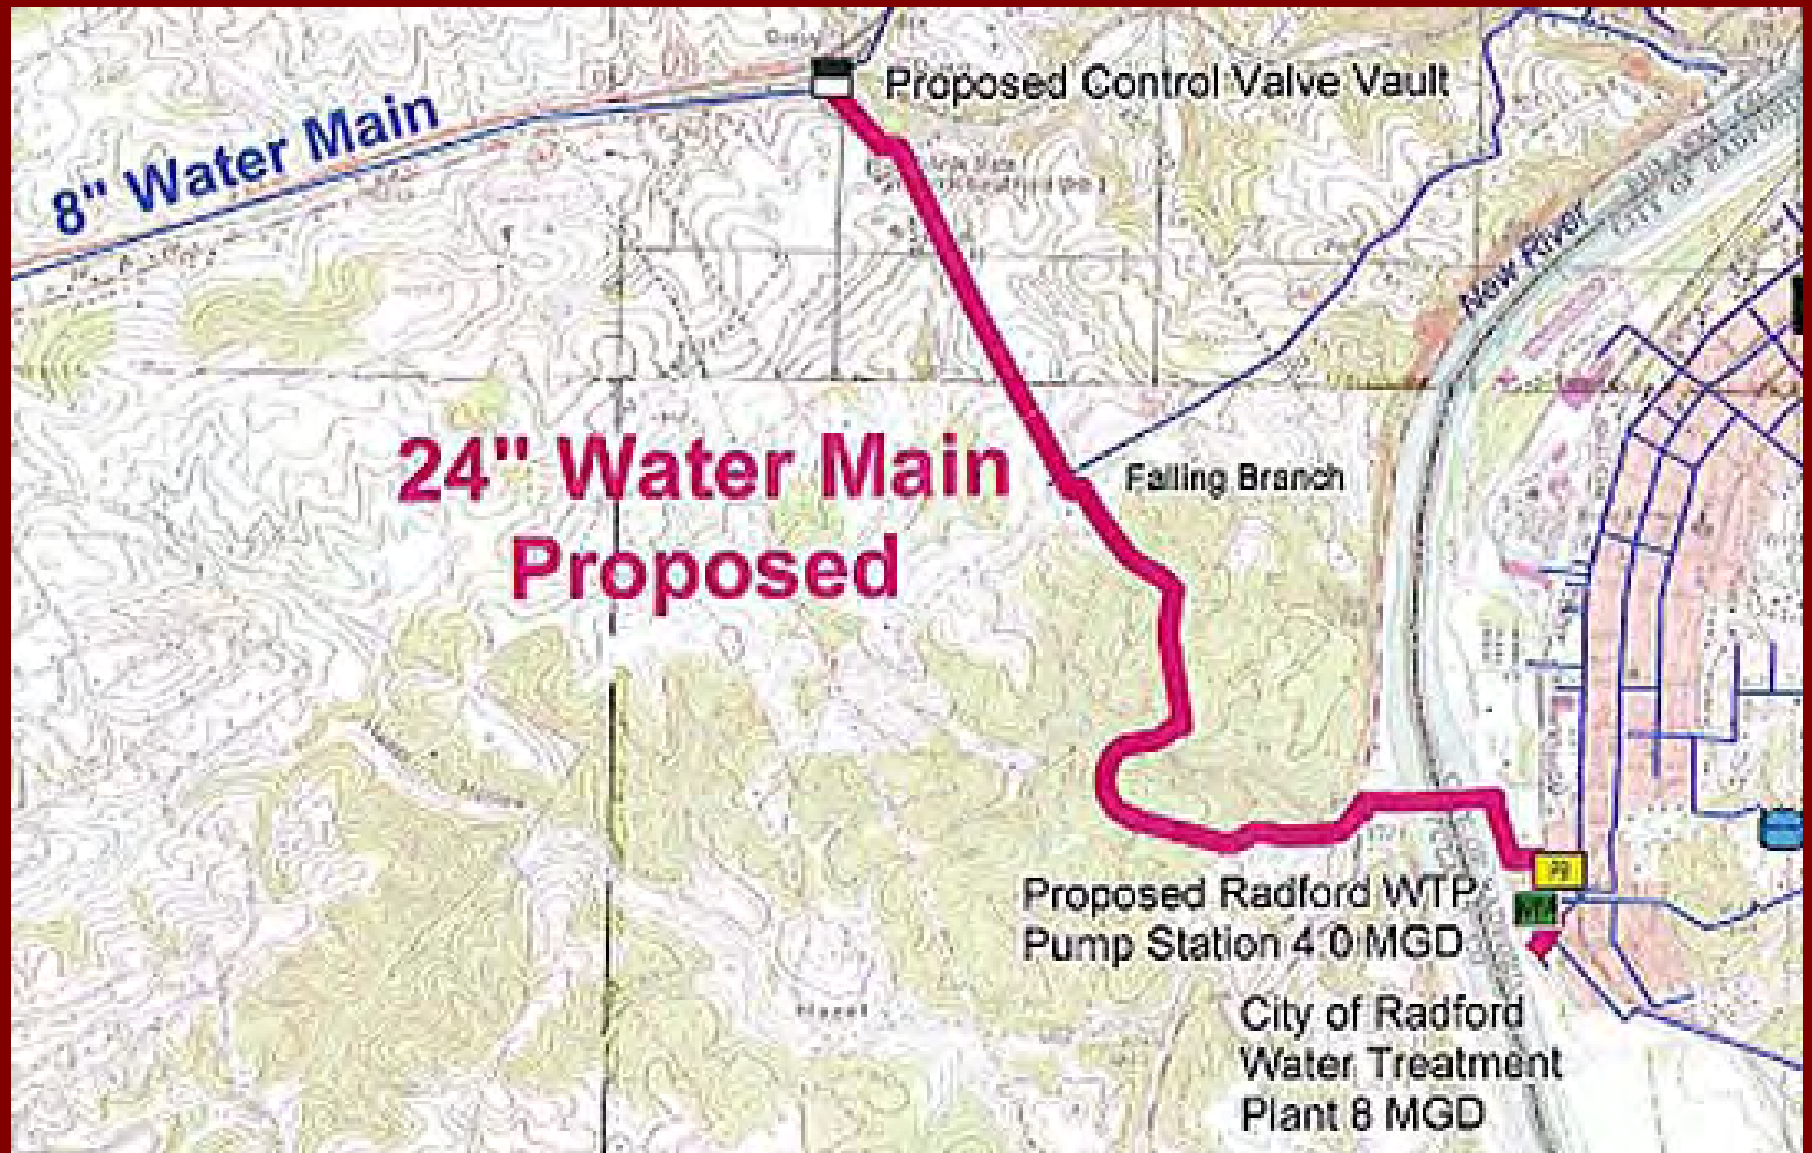 Proposed Control Valve Vault
8" Water Main
New River
24" Water Main
Proposed
Falling Branch
Proposed Radford WTP
Pump Station 4.0 MGD
Hazel
City of Radford
Water Treatment
Plant 8 MGD